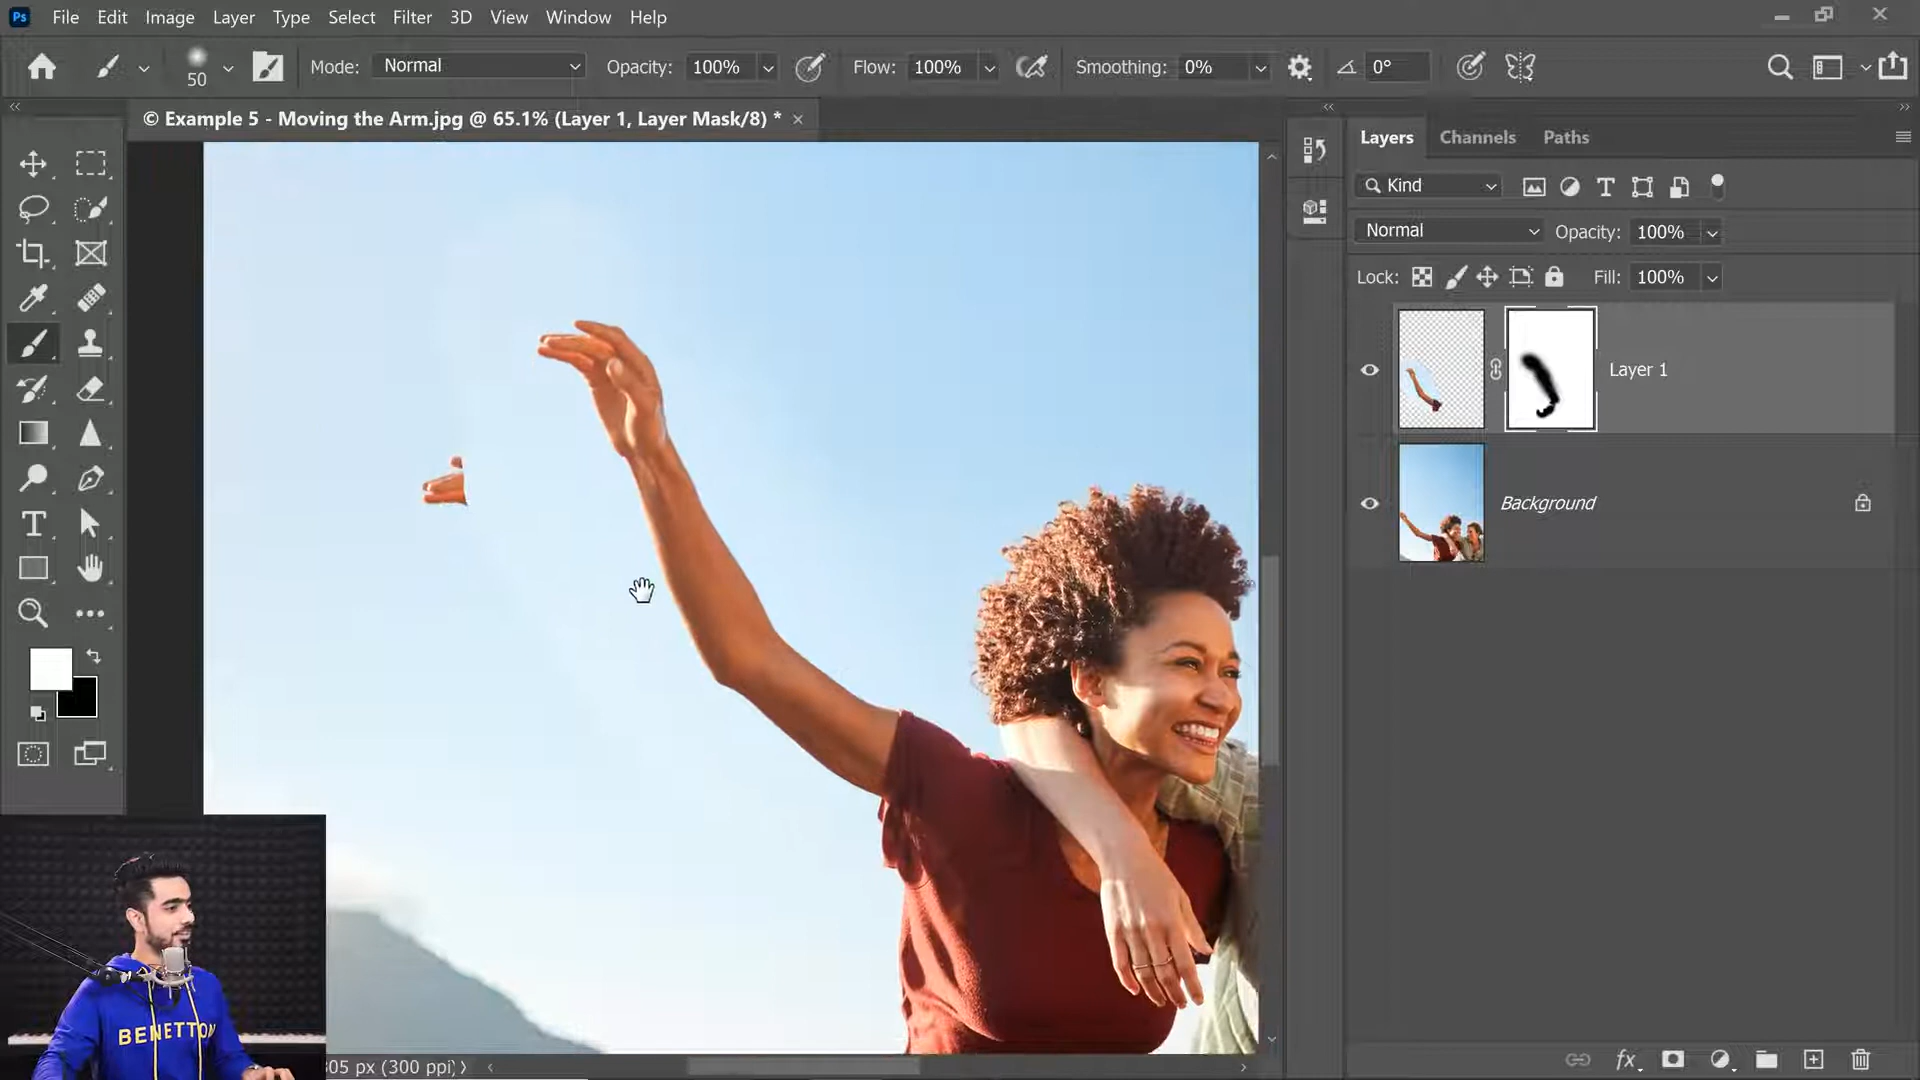 Ps File Edit Image Layer Type Select Filter 3D View Window Help
50 Mode: Normal Opacity: 100% Flow: 100% Smoothing: 0% 0°
© Example 5 - Moving the Arm.jpg @ 65.1% (Layer 1, Layer Mask/8) * ×
Layers Channels Paths
Kind
Normal Opacity: 100%
Lock: Fill: 100%
Layer 1
Background
BENETTON
305 px (300 ppi)
fx